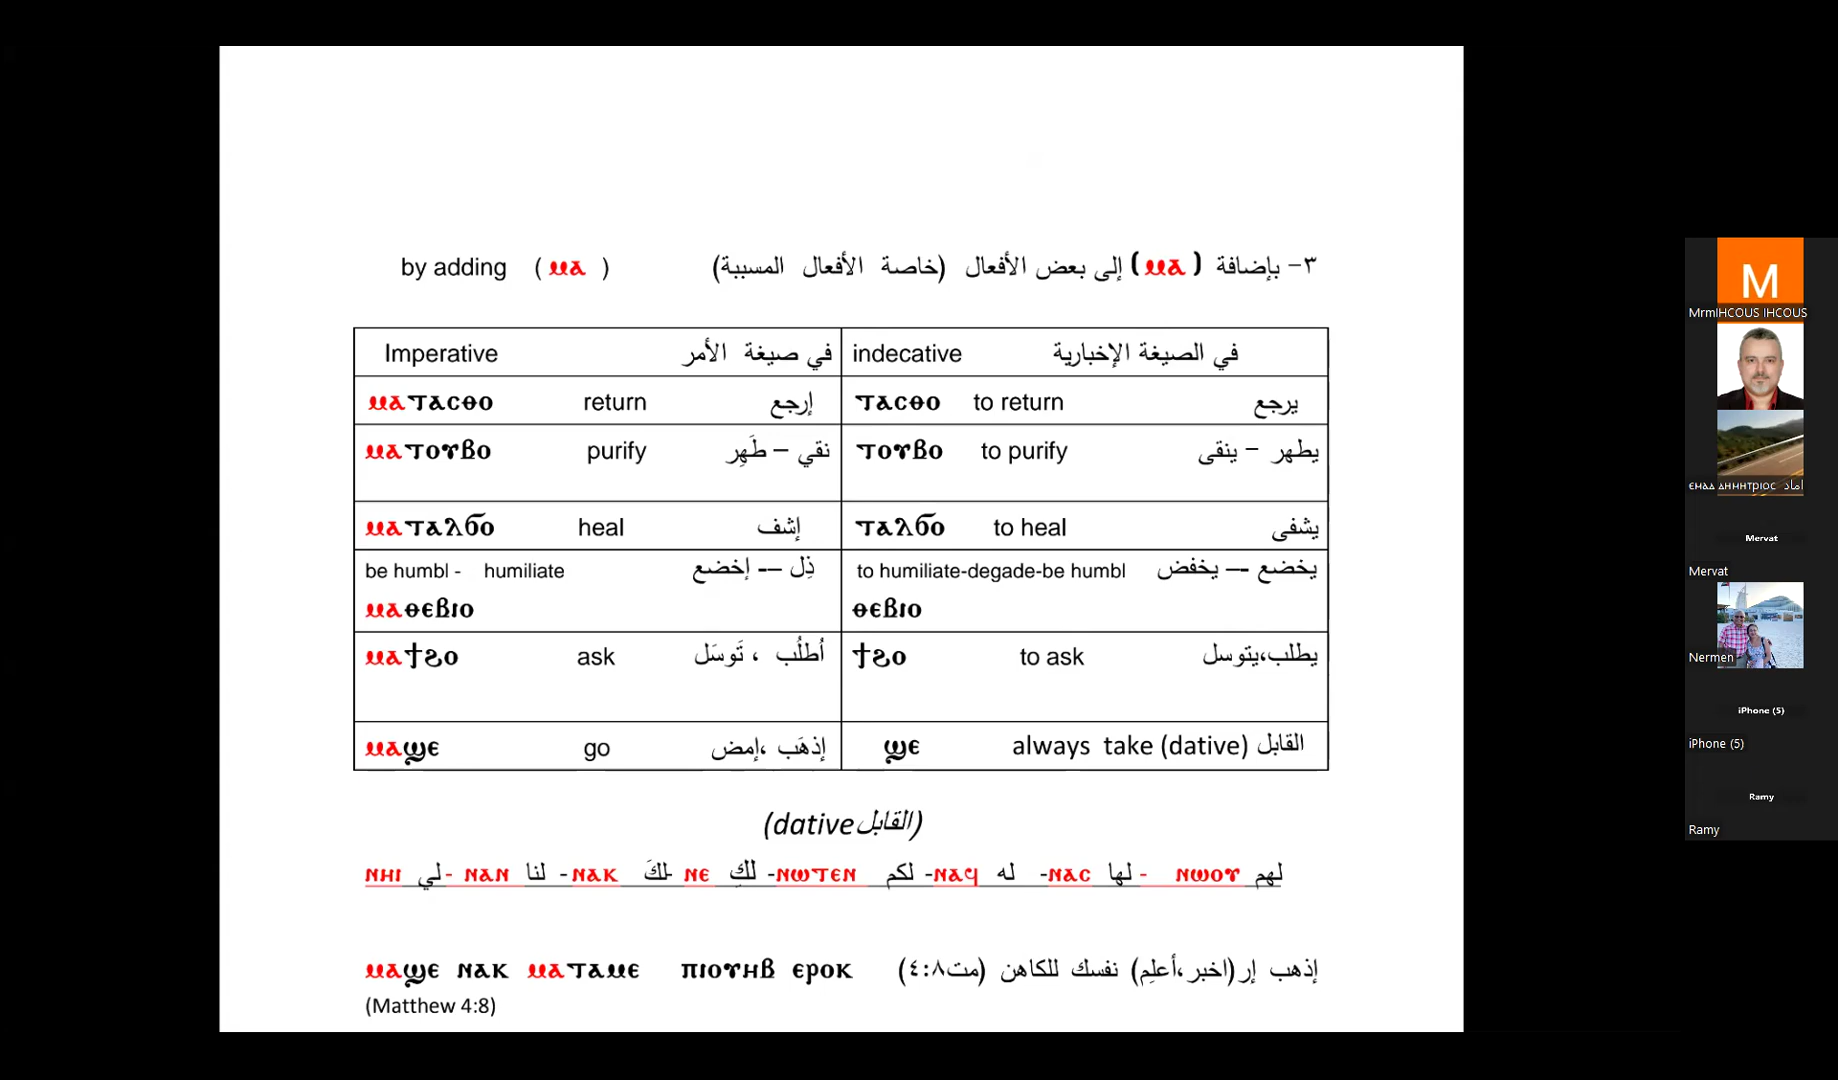 by adding ( ⲙⲁ ) ٣- بإضافة (ⲙⲁ) إلى بعض الأفعال (خاصة الأفعال المسببة)
Imperative في صيغة الأمر indecative في الصيغة الإخبارية
ⲙⲁⲧⲁⲥⲑⲟ return إرجع ⲧⲁⲥⲑⲟ to return يرجع
ⲙⲁⲧⲟⲩⲃⲟ purify نقي – طَهِر ⲧⲟⲩⲃⲟ to purify يطهر – ينقى
ⲙⲁⲧⲁⲗϭⲟ heal إشف ⲧⲁⲗϭⲟ to heal يشفى
be humbl - humiliate ذِل –- إخضع to humiliate-degade-be humbl يخضع –- يخفض
ⲙⲁⲑⲉⲃⲓⲟ ⲑⲉⲃⲓⲟ
ⲙⲁϯϩⲟ ask أُطلُب ، تَوسَل ϯϩⲟ to ask يطلب،يتوسل
ⲙⲁϣⲉ go إذهَب ،إمض ϣⲉ always take (dative) القابل
(dative القابل)
ⲛⲏⲓ لي - ⲛⲁⲛ لنا -ⲛⲁⲕ لكَ- ⲛⲉ لكِ -ⲛⲱⲧⲉⲛ لكم -ⲛⲁϥ له -ⲛⲁⲥ لها - ⲛⲱⲟⲩ لهم
ⲙⲁϣⲉ ⲛⲁⲕ ⲙⲁⲧⲁⲙⲉ ⲡⲓⲟⲩⲏⲃ ⲉⲣⲟⲕ إذهب إر(اخبر،أعلِم) نفسك للكاهن (مت٤:٨)
(Matthew 4:8)
M
MrmIHCOUS IHCOUS
ⲉⲙⲁⲇ ⲇⲏⲙⲏⲧⲣⲓⲟⲥ اماد
Mervat
Mervat
Nermen
iPhone (5)
iPhone (5)
Ramy
Ramy